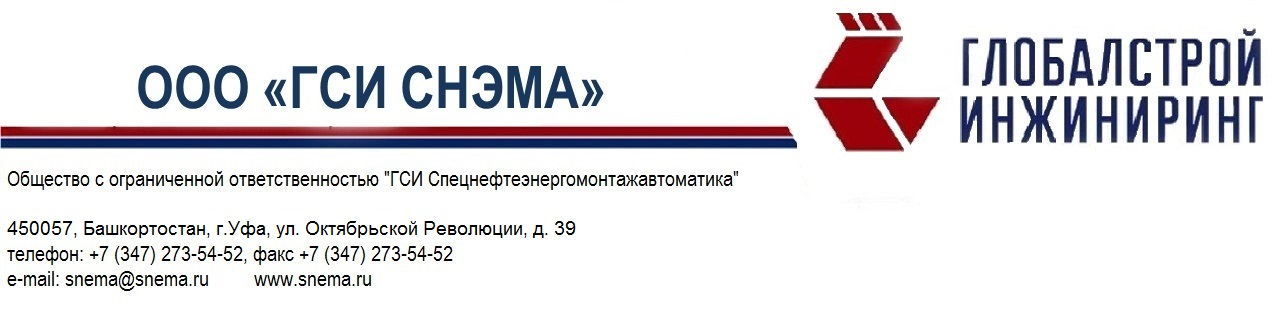 ООО «ГСИ СНЭМА»
ГЛОБАЛСТРОЙ
ИНЖИНИРИНГ
Общество с ограниченной ответственностью "ГСИ Спецнефтеэнергомонтажавтоматика"
450057, Башкортостан, г.Уфа, ул. Октябрьской Революции, д. 39
телефон: +7 (347) 273-54-52, факс +7 (347) 273-54-52
e-mail: snema@snema.ru www.snema.ru